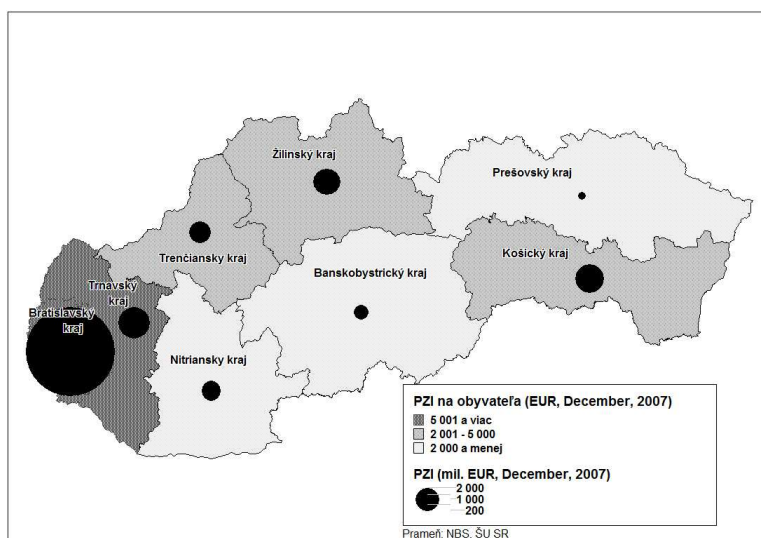 Žilinský kraj
Prešovský kraj
Trenčiansky kraj
Košický kraj
Banskobystrický kraj
Trnavský
kraj
Bratislavský
kraj
Nitriansky kraj
PZI na obyvateľa (EUR, December, 2007)
5 001 a viac
2 001 - 5 000
2 000 a menej
PZI (mil. EUR, December, 2007)
2 000
1 000
200
Prameň: NBS, ŠU SR